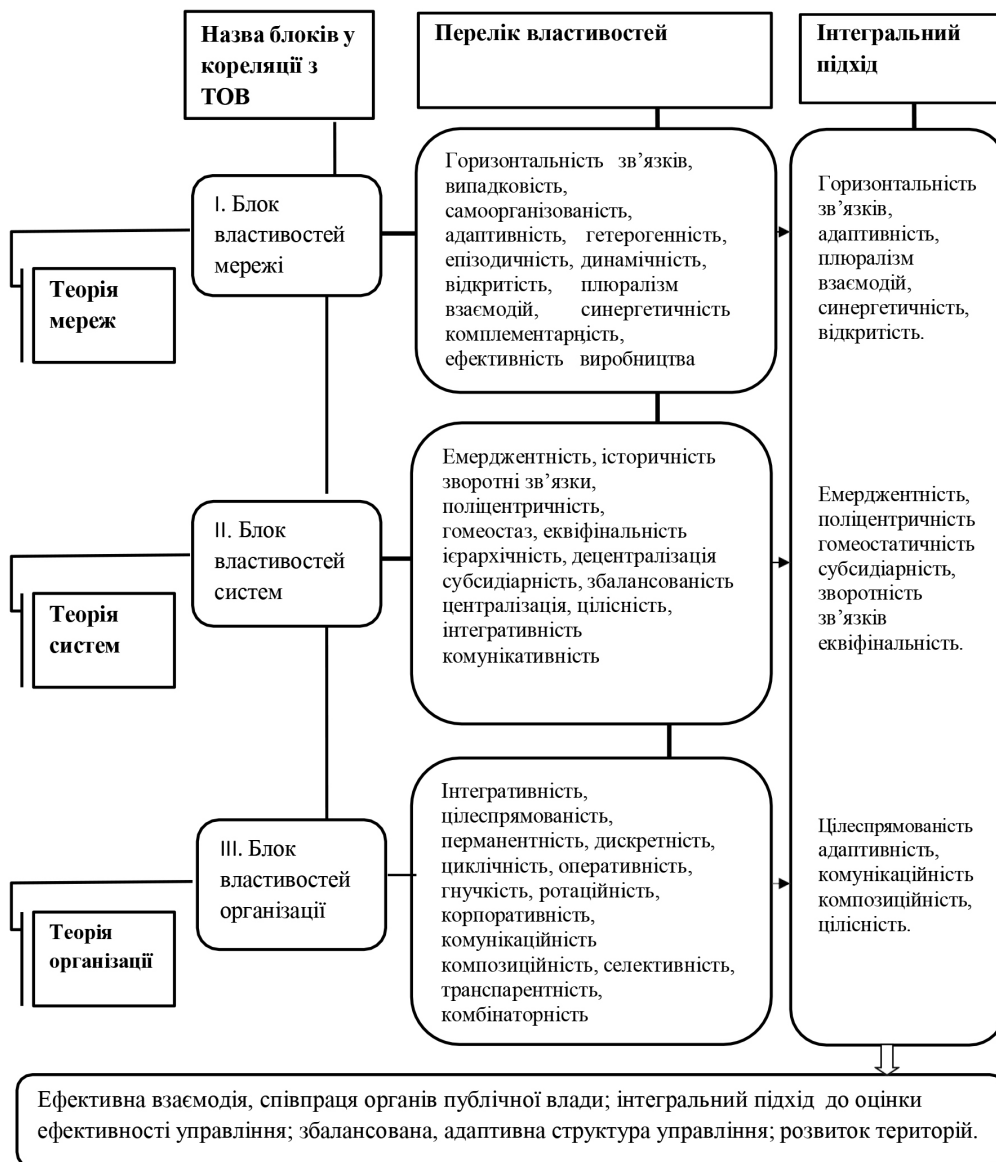 Назва блоків у
кореляції з
ТОВ
Перелік властивостей
Інтегральний
підхід
Теорія
мереж
I. Блок
властивостей
мережі
Горизонтальність зв’язків,
випадковість,
самоорганізованість,
адаптивність, гетерогенність,
епізодичність, динамічність,
відкритість, плюралізм
взаємодій, синергетичність
комплементарність,
ефективність виробництва
Горизонтальність
зв’язків,
адаптивність,
плюралізм
взаємодій,
синергетичність,
відкритість.
Теорія
систем
II. Блок
властивостей
систем
Емерджентність, історичність
зворотні зв’язки,
поліцентричність,
гомеостаз, еквіфінальність
ієрархічність, децентралізація
субсидіарність, збалансованість
централізація, цілісність,
інтегративність
комунікативність
Емерджентність,
поліцентричність
гомеостатичність
субсидіарність,
зворотність
зв’язків
еквіфінальність.
Теорія
організації
III. Блок
властивостей
організації
Інтегративність,
цілеспрямованість,
перманентність, дискретність,
циклічність, оперативність,
гнучкість, ротаційність,
корпоративність,
комунікаційність
композиційність, селективність,
транспарентність,
комбінаторність
Цілеспрямованість
адаптивність,
комунікаційність
композиційність,
цілісність.
Ефективна взаємодія, співпраця органів публічної влади; інтегральний підхід до оцінки
ефективності управління; збалансована, адаптивна структура управління; розвиток територій.